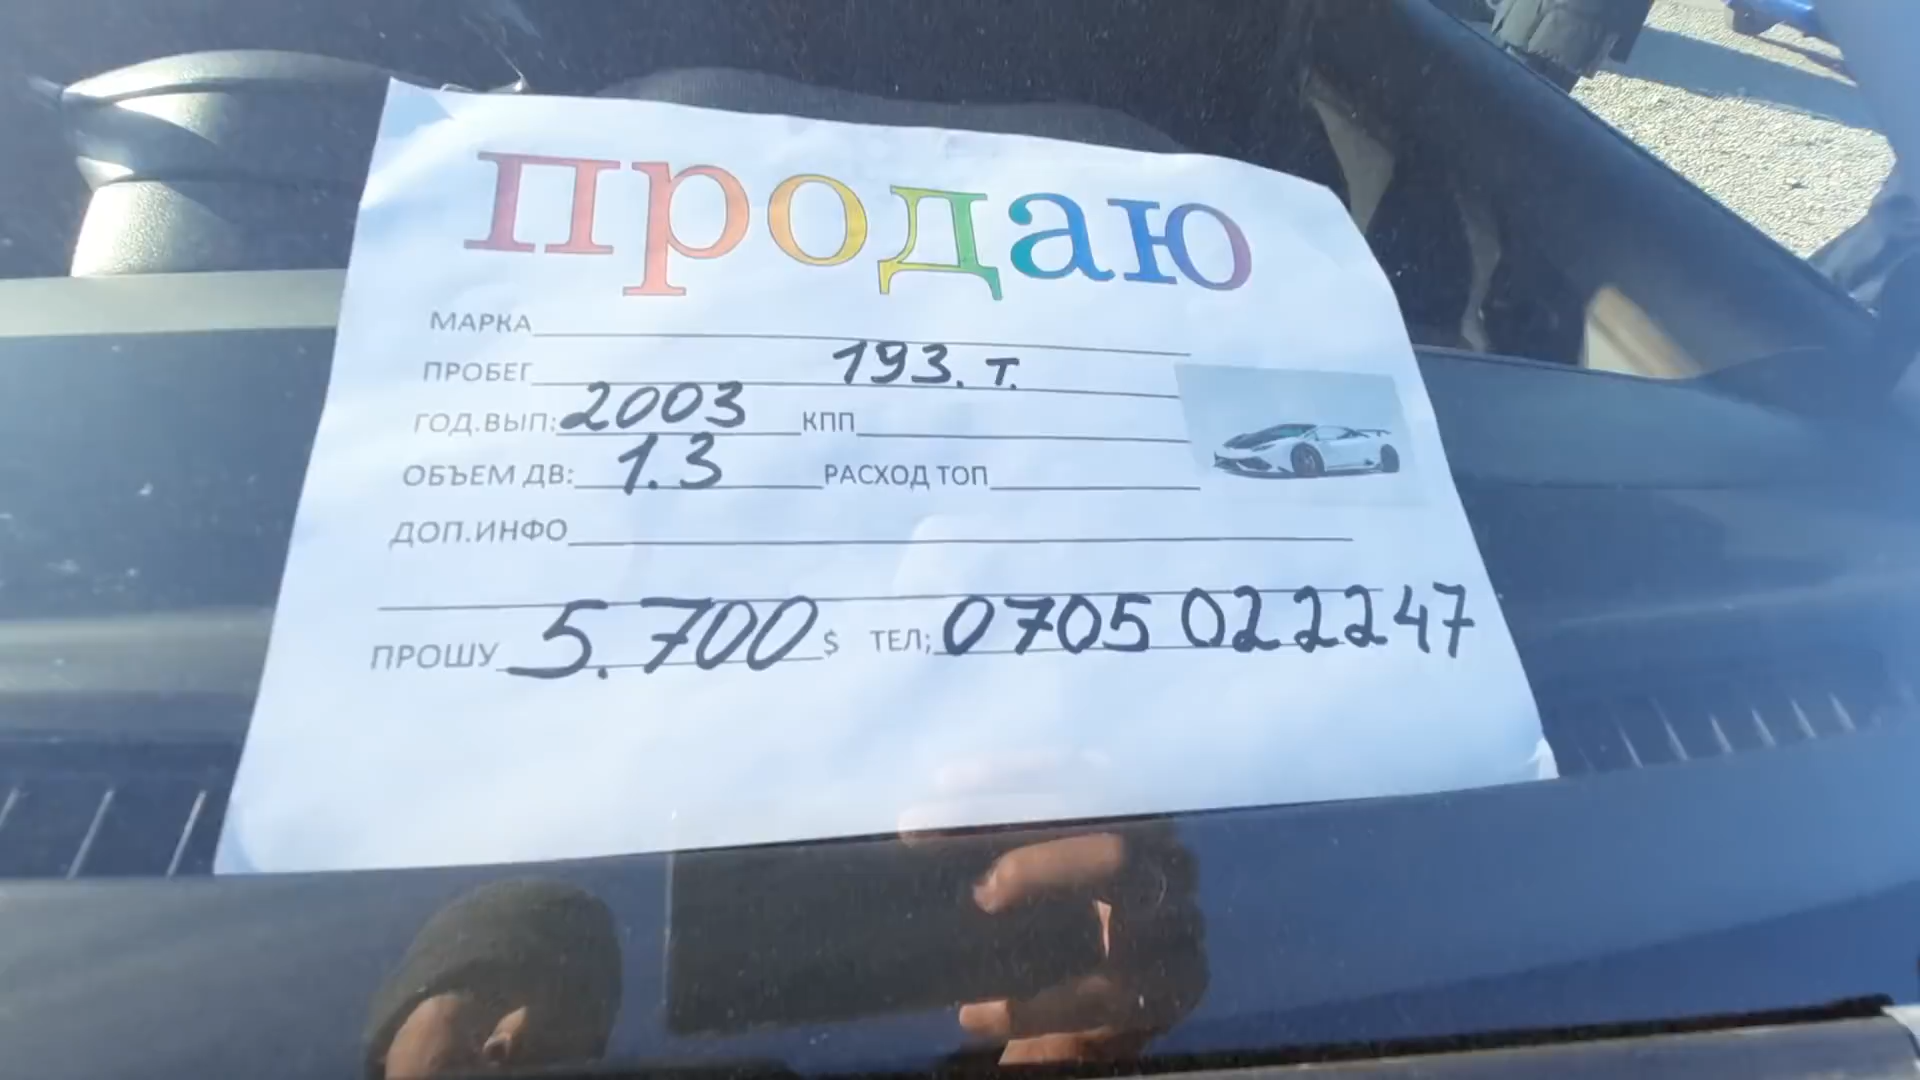 продаю
МАРКА
ПРОБЕГ 193. т.
ГОД.ВЫП: 2003 КПП
ОБЪЕМ ДВ: 1.3 РАСХОД ТОП
ДОП.ИНФО
ПРОШУ 5.700 $ ТЕЛ; 0705 022247